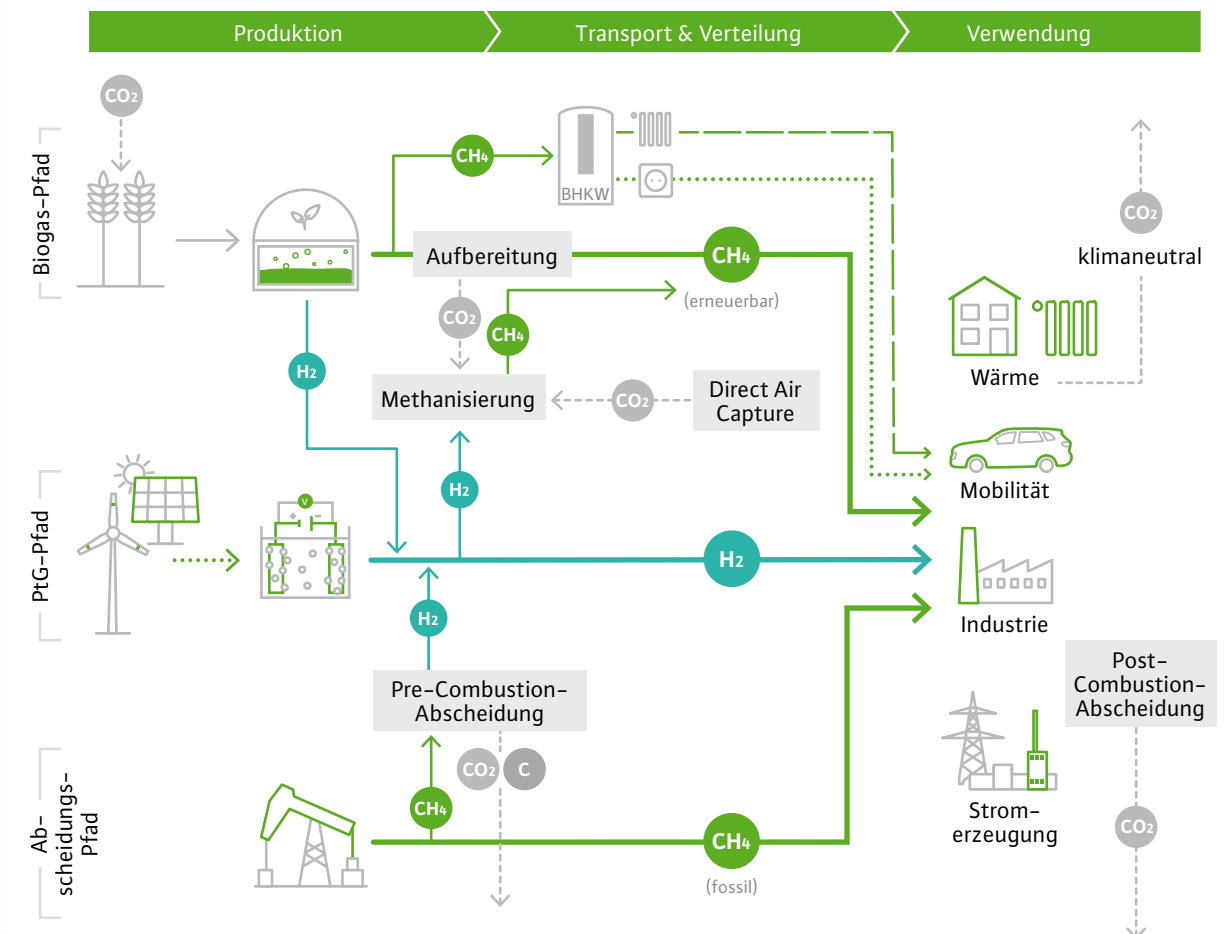 Produktion
Transport & Verteilung
Verwendung
Biogas-Pfad
CO2
CH4
BHKW
Aufbereitung
CH4
(erneuerbar)
CO2
CH4
H2
Methanisierung
CO2
Direct Air
Capture
CO2
klimaneutral
Wärme
PtG-Pfad
V
+
-
H2
H2
H2
Mobilität
Industrie
Pre-Combustion-
Abscheidung
Post-
Combustion-
Abscheidung
Ab-
scheidungs-
Pfad
CH4
CO2
C
CH4
(fossil)
Strom-
erzeugung
CO2